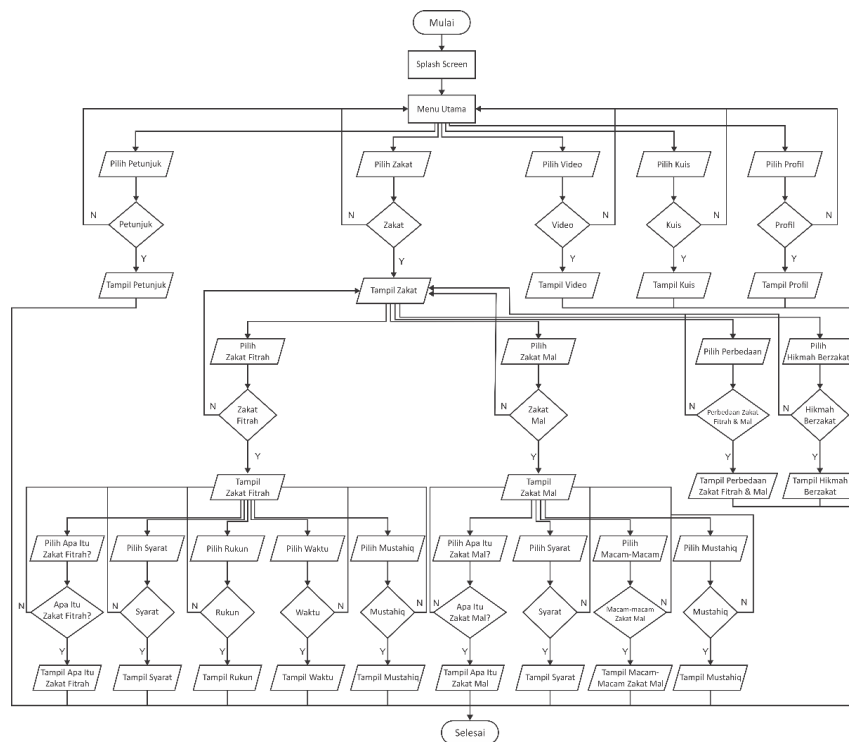 Mulai
Splash Screen
Menu Utama
Pilih Petunjuk
Pilih Zakat
Pilih Video
Pilih Kuis
Pilih Profil
N
Petunjuk
N
Zakat
Video
N
Kuis
N
Profil
N
Y
Y
Y
Y
Y
Tampil Petunjuk
Tampil Zakat
Tampil Video
Tampil Kuis
Tampil Profil
Pilih
Zakat Fitrah
Pilih
Zakat Mal
Pilih Perbedaan
Pilih
Hikmah Berzakat
N
Zakat
Fitrah
N
Zakat
Mal
N
Perbedaan Zakat
Fitrah & Mal
N
Hikmah
Berzakat
Y
Y
Y
Y
Tampil
Zakat Fitrah
Tampil
Zakat Mal
Tampil Perbedaan
Zakat Fitrah & Mal
Tampil Hikmah
Berzakat
Pilih Apa Itu
Zakat Fitrah?
Pilih Syarat
Pilih Rukun
Pilih Waktu
Pilih Mustahiq
Pilih Apa Itu
Zakat Mal?
Pilih Syarat
Pilih
Macam-Macam
Pilih Mustahiq
N
Apa Itu
Zakat Fitrah?
N
Syarat
N
Rukun
Waktu
N
Mustahiq
N
N
Apa Itu
Zakat Mal?
Syarat
N
Macam-macam
Zakat Mal
N
Mustahiq
N
Y
Y
Y
Y
Y
Y
Y
Y
Y
Tampil Apa Itu
Zakat Fitrah
Tampil Syarat
Tampil Rukun
Tampil Waktu
Tampil Mustahiq
Tampil Apa Itu
Zakat Mal
Tampil Syarat
Tampil Macam-
Macam Zakat Mal
Tampil Mustahiq
Selesai